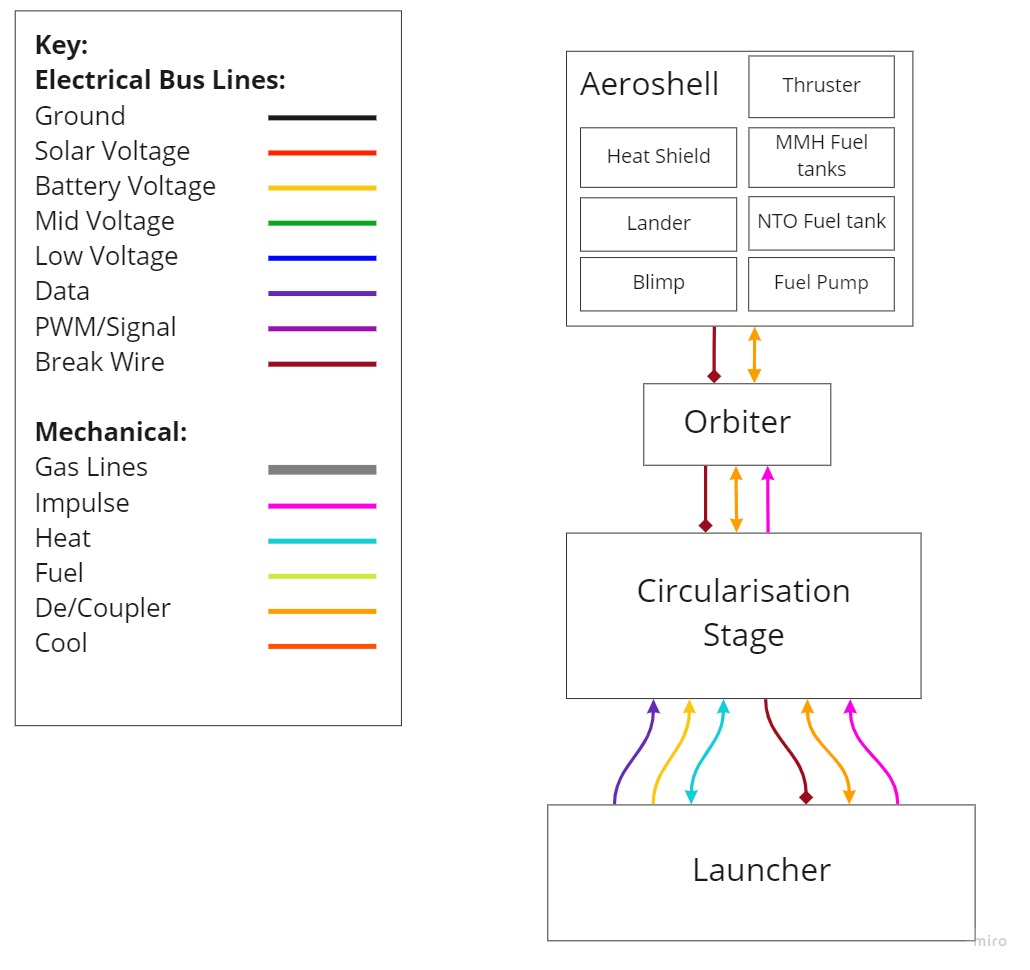 Key:
Electrical Bus Lines:
Ground
Solar Voltage
Battery Voltage
Mid Voltage
Low Voltage
Data
PWM/Signal
Break Wire
Mechanical:
Gas Lines
Impulse
Heat
Fuel
De/Coupler
Cool
Aeroshell
Thruster
Heat Shield
MMH Fuel
tanks
Lander
NTO Fuel tank
Blimp
Fuel Pump
Orbiter
Circularisation
Stage
Launcher
miro